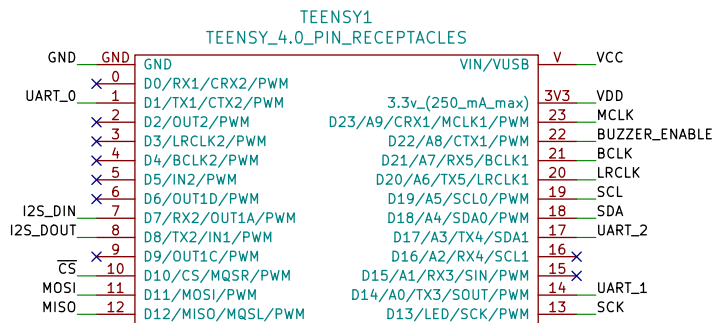 TEENSY1
TEENSY_4.0_PIN_RECEPTACLES
GND GND GND VIN/VUSB V VCC
0 D0/RX1/CRX2/PWM
UART_0 1 D1/TX1/CTX2/PWM 3.3v_(250_mA_max) 3V3 VDD
2 D2/OUT2/PWM D23/A9/CRX1/MCLK1/PWM 23 MCLK
3 D3/LRCLK2/PWM D22/A8/CTX1/PWM 22 BUZZER_ENABLE
4 D4/BCLK2/PWM D21/A7/RX5/BCLK1 21 BCLK
5 D5/IN2/PWM D20/A6/TX5/LRCLK1 20 LRCLK
6 D6/OUT1D/PWM D19/A5/SCL0/PWM 19 SCL
I2S_DIN 7 D7/RX2/OUT1A/PWM D18/A4/SDA0/PWM 18 SDA
I2S_DOUT 8 D8/TX2/IN1/PWM D17/A3/TX4/SDA1 17 UART_2
9 D9/OUT1C/PWM D16/A2/RX4/SCL1 16
CS 10 D10/CS/MQSR/PWM D15/A1/RX3/SIN/PWM 15
MOSI 11 D11/MOSI/PWM D14/A0/TX3/SOUT/PWM 14 UART_1
MISO 12 D12/MISO/MQSL/PWM D13/LED/SCK/PWM 13 SCK